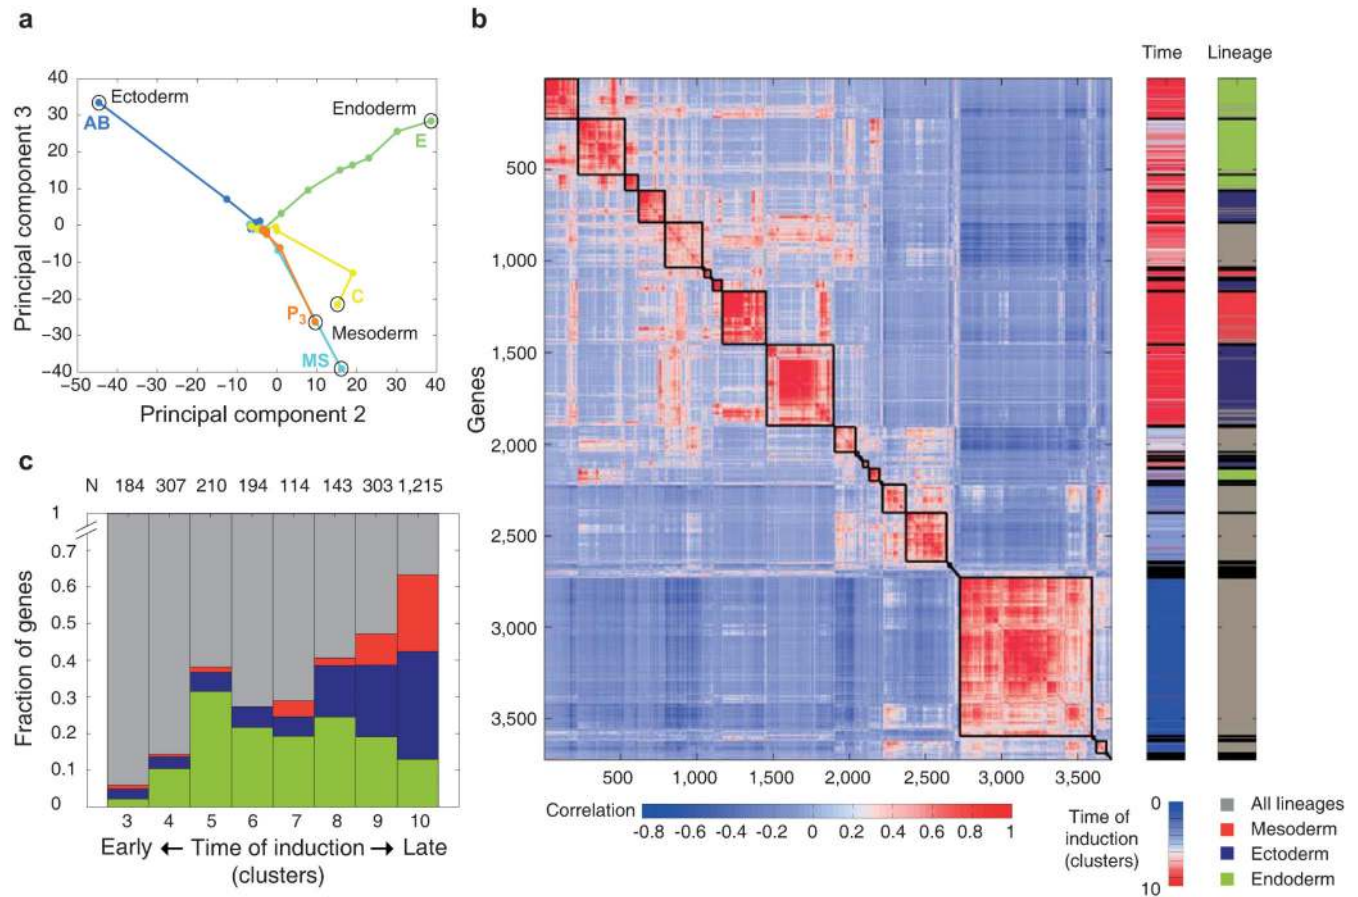 a
40
30
20
10
0
−10
−20
−30
−40
−50 −40 −30 −20 −10 0 10 20 30 40
Principal component 3
Principal component 2
Ectoderm
AB
Endoderm
E
C
P3
Mesoderm
MS
b
Time Lineage
Genes
500
1,000
1,500
2,000
2,500
3,000
3,500
500 1,000 1,500 2,000 2,500 3,000 3,500
Correlation
-0.8 -0.4 -0.2 0 0.2 0.4 0.6 0.8 1
Time of
induction
(clusters)
0
10
All lineages
Mesoderm
Ectoderm
Endoderm
c
N 184 307 210 194 114 143 303 1,215
Fraction of genes
1
0.7
0.6
0.5
0.4
0.3
0.2
0.1
0
3 4 5 6 7 8 9 10
Early ← Time of induction → Late
(clusters)